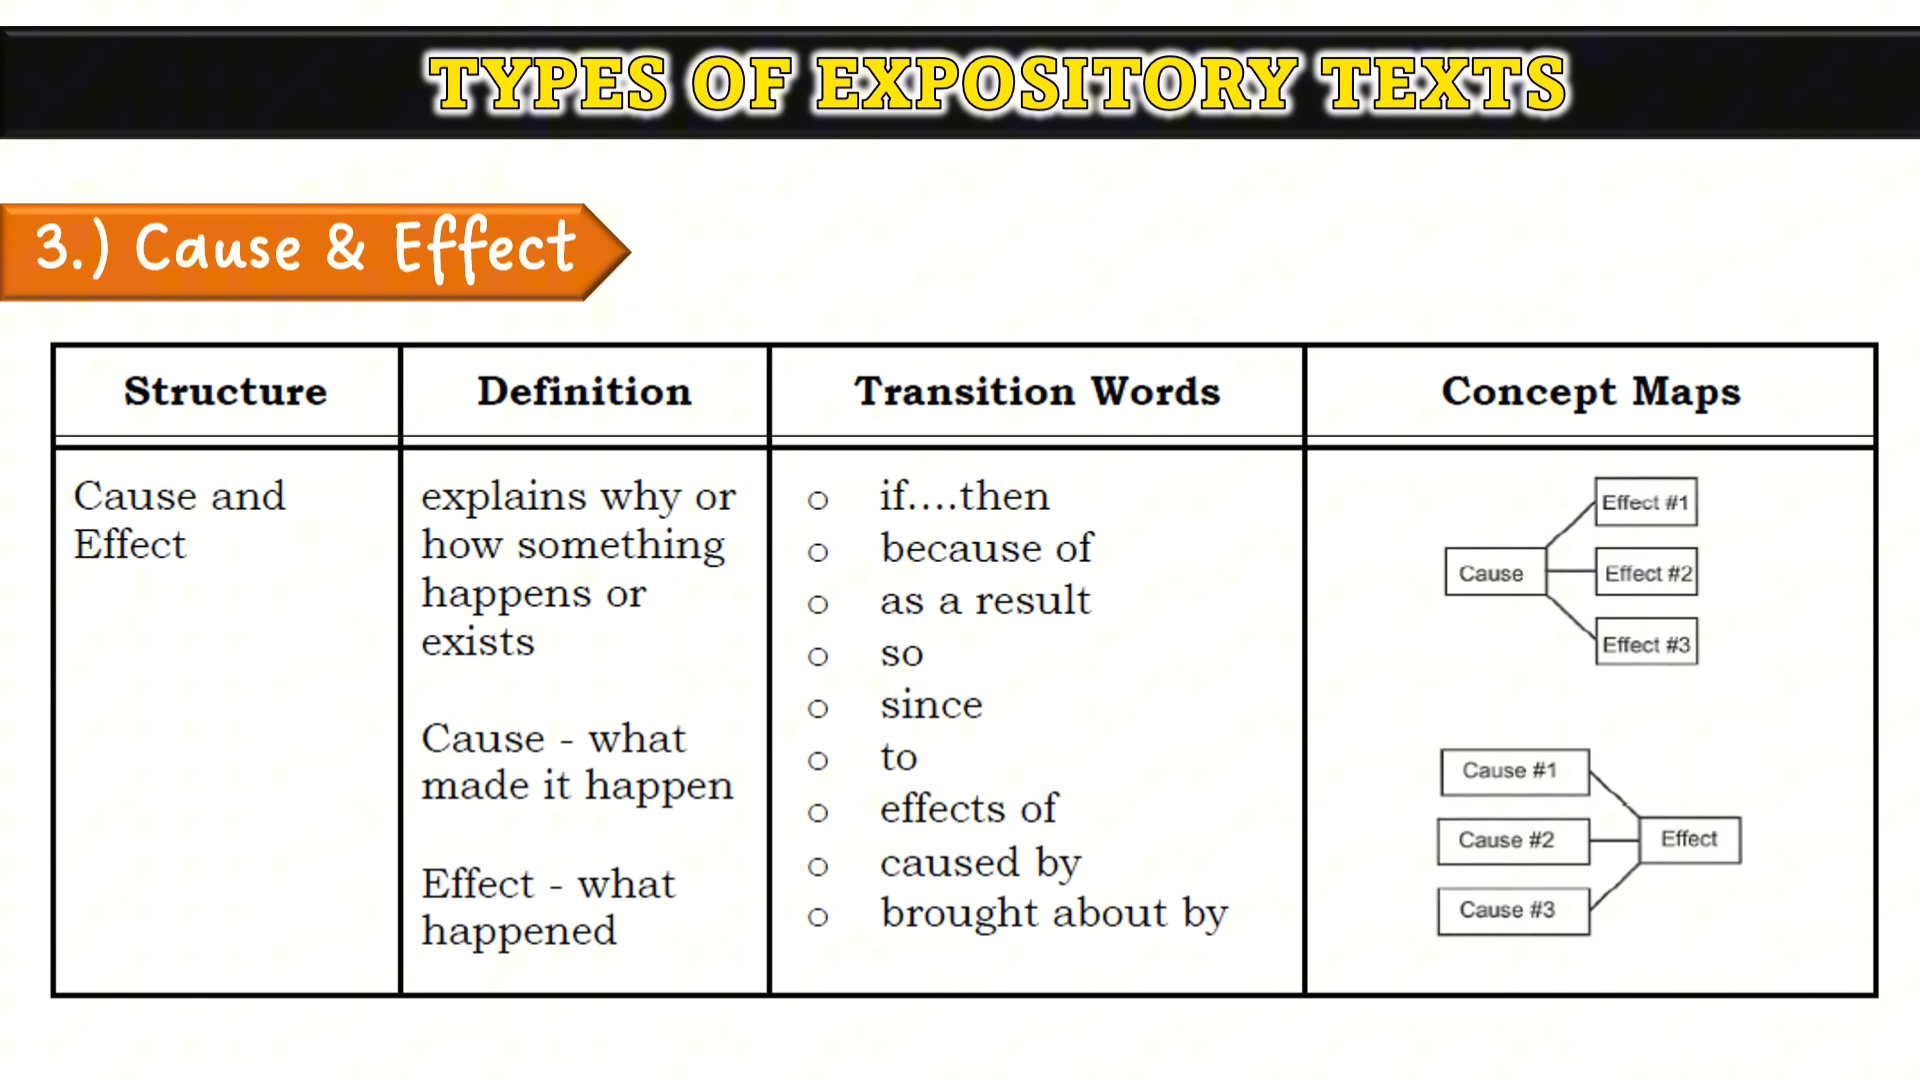 TYPES OF EXPOSITORY TEXTS
3.) Cause & Effect
Structure
Definition
Transition Words
Concept Maps
Cause and
Effect
explains why or
how something
happens or
exists
Cause - what
made it happen
Effect - what
happened
if....then
because of
as a result
so
since
to
effects of
caused by
brought about by
Effect #1
Cause
Effect #2
Effect #3
Cause #1
Cause #2
Effect
Cause #3